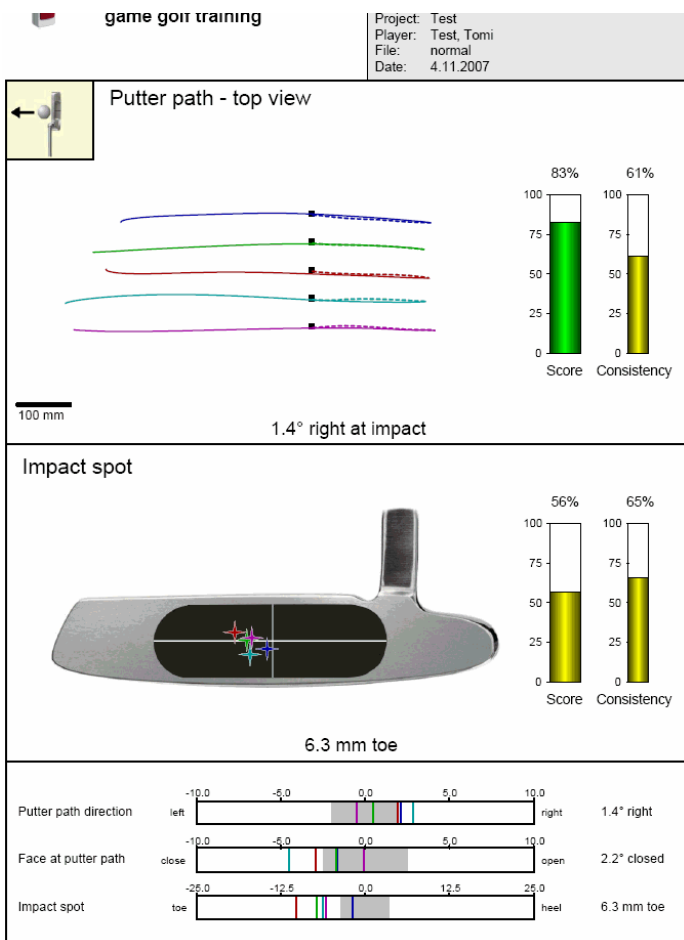 game golf training
Project: Test
Player: Test, Tomi
File: normal
Date: 4.11.2007
Putter path - top view
83% 61%
100 100
75 75
50 50
25 25
0 0
Score Consistency
100 mm
1.4° right at impact
Impact spot
56% 65%
100 100
75 75
50 50
25 25
0 0
Score Consistency
6.3 mm toe
-10.0 -5.0 0.0 5.0 10.0
Putter path direction left right 1.4° right
-10.0 -5.0 0.0 5.0 10.0
Face at putter path close open 2.2° closed
-25.0 -12.5 0.0 12.5 25.0
Impact spot toe heel 6.3 mm toe